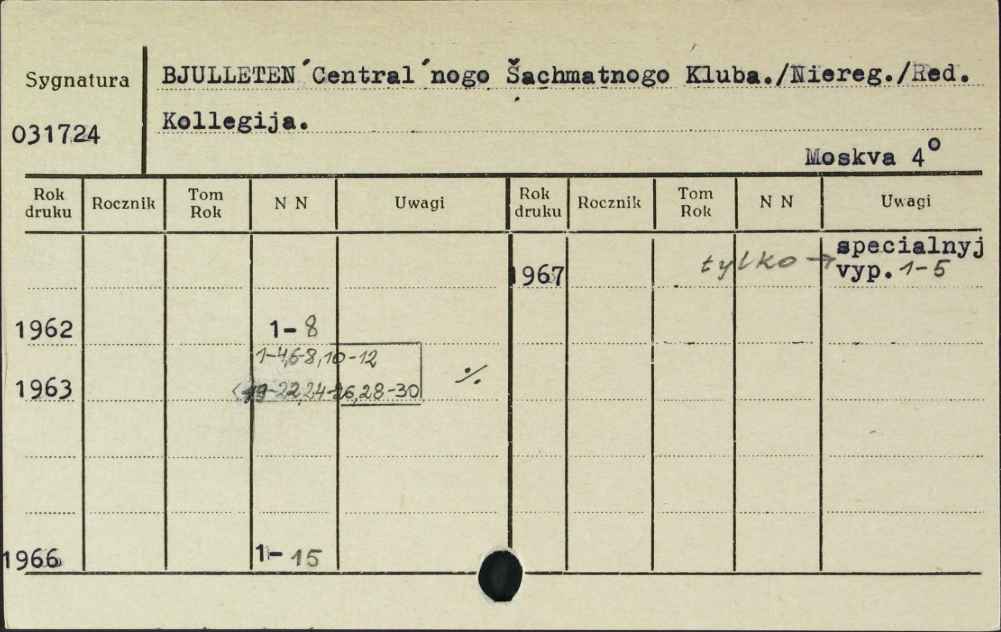 Sygnatura
031724
BJULLETEN´Central´nogo Šachmatnogo Kluba./Niereg./Red.
Kollegija.
Moskva 4°
Rok druku Rocznik Tom Rok N N Uwagi Rok druku Rocznik Tom Rok N N Uwagi
1967 tylko → specialnyj
vyp. 1-5
1962 1-8
1-4,6-8,10-12
1963 19-22,24-26,28-30 ./.
1966 1-15